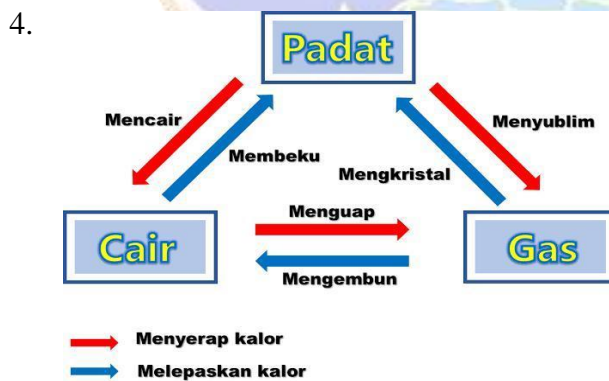 4.
Padat
Mencair
Menyublim
Membeku
Mengkristal
Menguap
Cair
Gas
Mengembun
Menyerap kalor
Melepaskan kalor